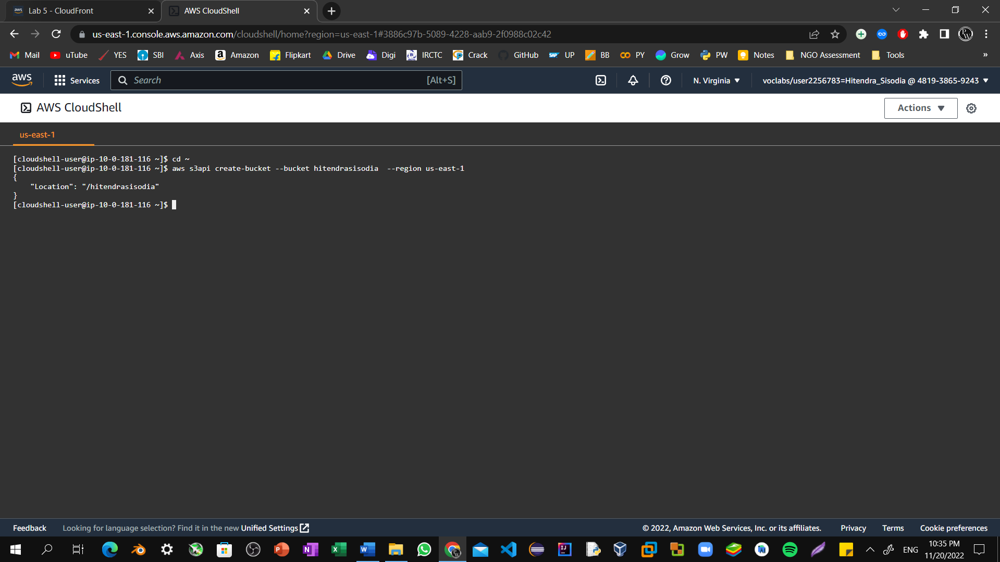 Lab 5 - CloudFront
AWS CloudShell
us-east-1.console.aws.amazon.com/cloudshell/home?region=us-east-1#3886c97b-5089-4228-aab9-2f0988c02c42
Mail uTube YES SBI Axis Amazon Flipkart Drive Digi IRCTC Crack GitHub UP BB PY Grow PW Notes NGO Assessment Tools »
aws Services Search [Alt+S] N. Virginia voclabs/user2256783=Hitendra_Sisodia @ 4819-3865-9243
AWS CloudShell
Actions
us-east-1
[cloudshell-user@ip-10-0-181-116 ~]$ cd ~
[cloudshell-user@ip-10-0-181-116 ~]$ aws s3api create-bucket --bucket hitendrasisodia  --region us-east-1
{
    "Location": "/hitendrasisodia"
}
[cloudshell-user@ip-10-0-181-116 ~]$
Feedback Looking for language selection? Find it in the new Unified Settings © 2022, Amazon Web Services, Inc. or its affiliates. Privacy Terms Cookie preferences
ENG
10:35 PM
11/20/2022